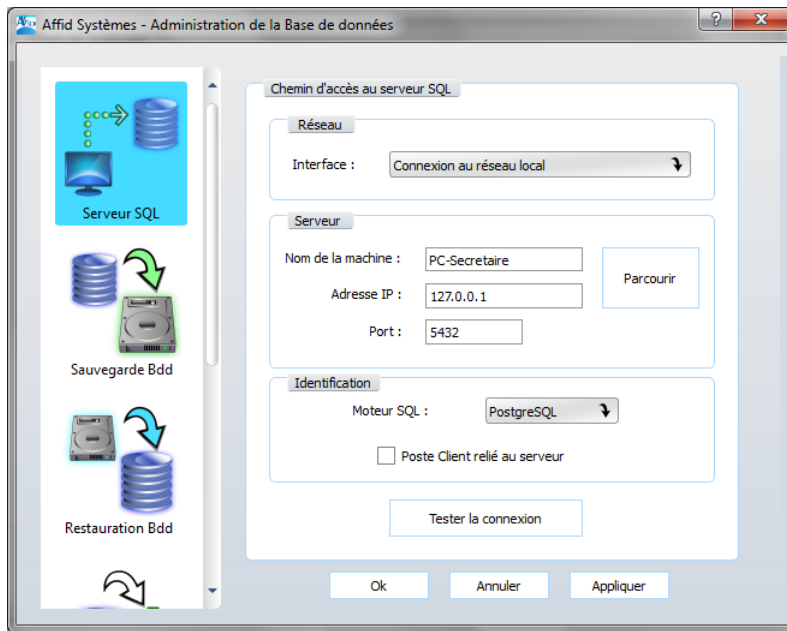 Affid Systèmes - Administration de la Base de données
Serveur SQL
Sauvegarde Bdd
Restauration Bdd
Chemin d'accès au serveur SQL
Réseau
Interface : Connexion au réseau local
Serveur
Nom de la machine : PC-Secretaire
Adresse IP : 127.0.0.1
Port : 5432
Parcourir
Identification
Moteur SQL : PostgreSQL
Poste Client relié au serveur
Tester la connexion
Ok Annuler Appliquer